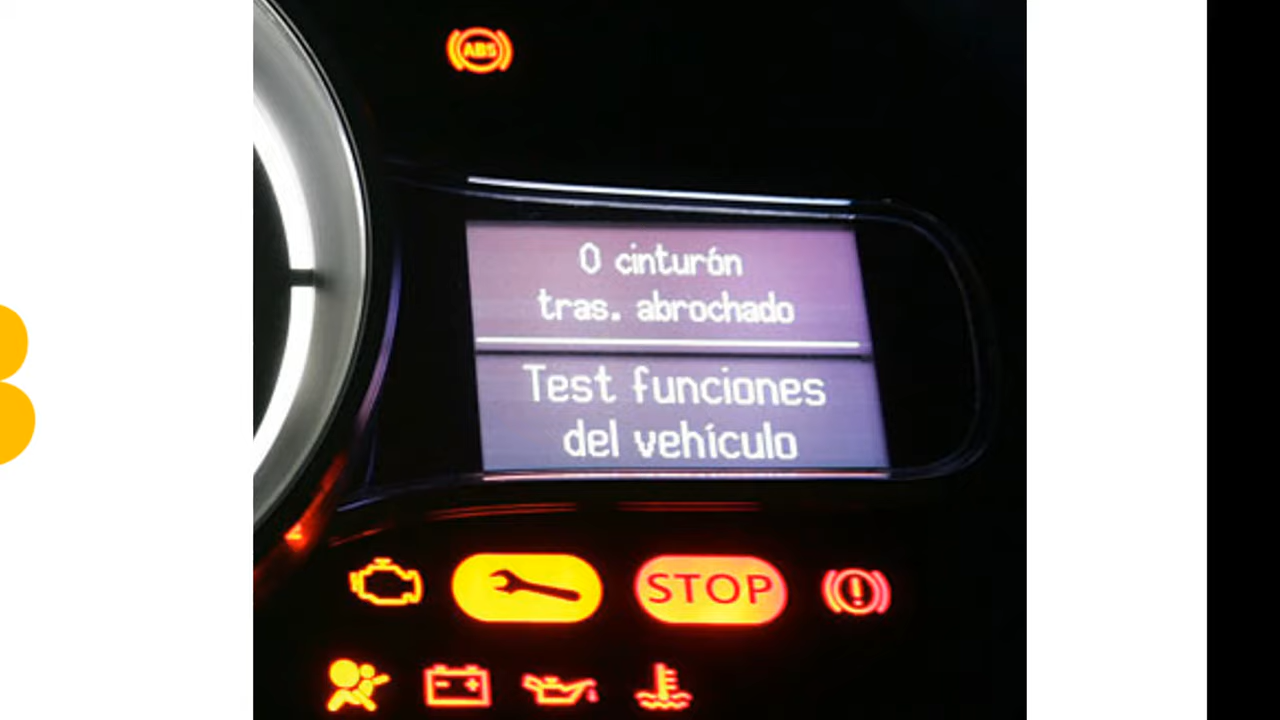 ABS
0 cinturón
tras. abrochado
Test funciones
del vehículo
STOP